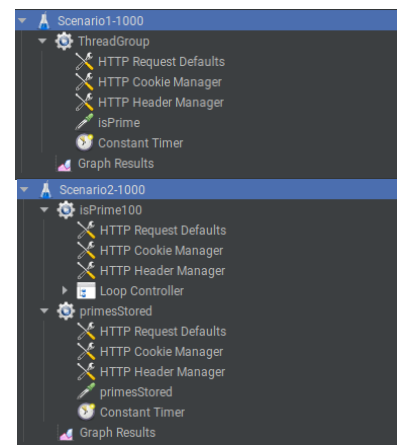 Scenario1-1000
ThreadGroup
HTTP Request Defaults
HTTP Cookie Manager
HTTP Header Manager
isPrime
Constant Timer
Graph Results
Scenario2-1000
isPrime100
HTTP Request Defaults
HTTP Cookie Manager
HTTP Header Manager
Loop Controller
primesStored
HTTP Request Defaults
HTTP Cookie Manager
HTTP Header Manager
primesStored
Constant Timer
Graph Results